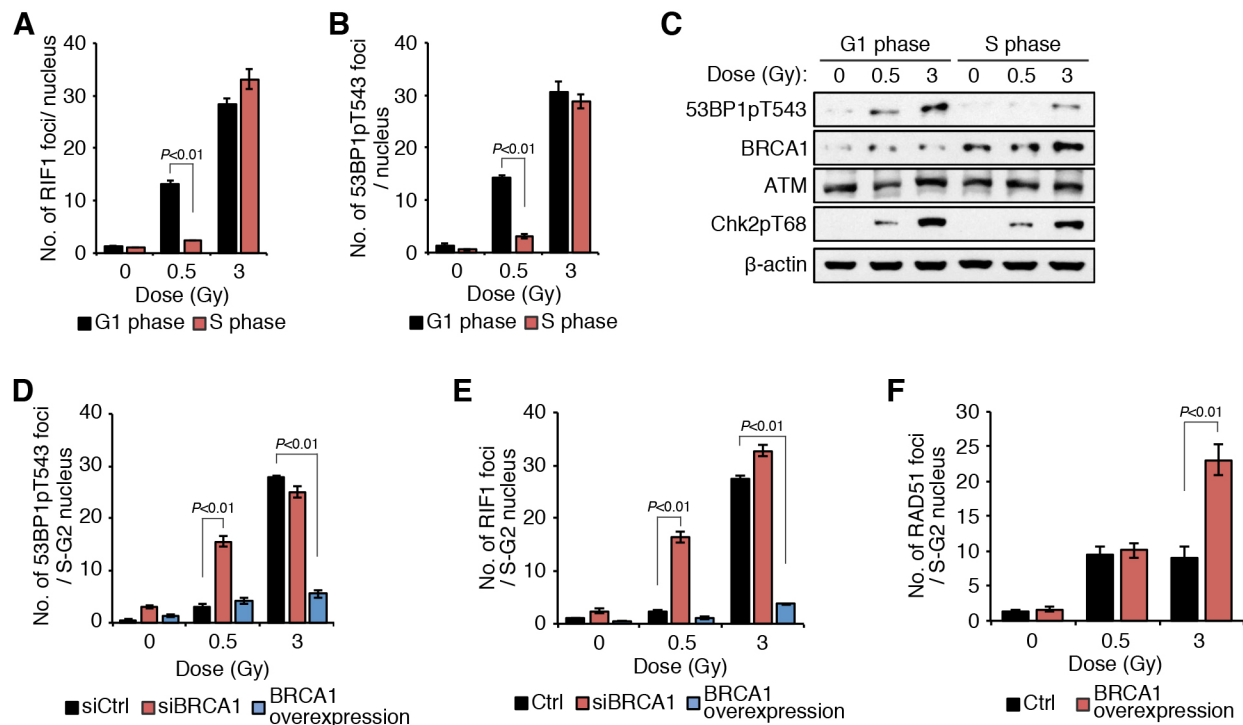 A
No. of RIF1 foci/ nucleus
40
30
20
10
0
P<0.01
0 0.5 3
Dose (Gy)
G1 phase S phase
B
No. of 53BP1pT543 foci
/ nucleus
40
30
20
10
0
P<0.01
0 0.5 3
Dose (Gy)
G1 phase S phase
C
G1 phase S phase
Dose (Gy): 0 0.5 3 0 0.5 3
53BP1pT543
BRCA1
ATM
Chk2pT68
β-actin
D
No. of 53BP1pT543 foci
/ S-G2 nucleus
40
30
20
10
0
P<0.01
P<0.01
0 0.5 3
Dose (Gy)
siCtrl siBRCA1 BRCA1
overexpression
E
No. of RIF1 foci
/ S-G2 nucleus
40
30
20
10
0
P<0.01
P<0.01
0 0.5 3
Dose (Gy)
Ctrl siBRCA1 BRCA1
overexpression
F
No. of RAD51 foci
/ S-G2 nucleus
30
25
20
15
10
5
0
P<0.01
0 0.5 3
Dose (Gy)
Ctrl BRCA1
overexpression